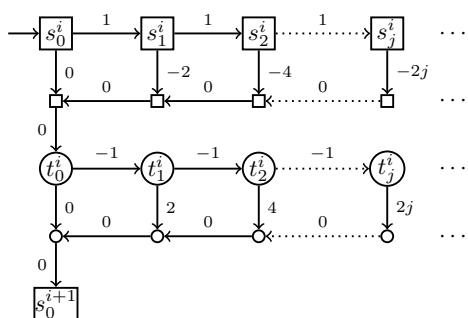 1 1 1
s_0^i s_1^i s_2^i s_j^i ⋯
0 −2 −4 −2j
0 0 0 ⋯
0
−1 −1 −1
t_0^i t_1^i t_2^i t_j^i ⋯
0 2 4 2j
0 0 0 ⋯
0
s_0^{i+1}